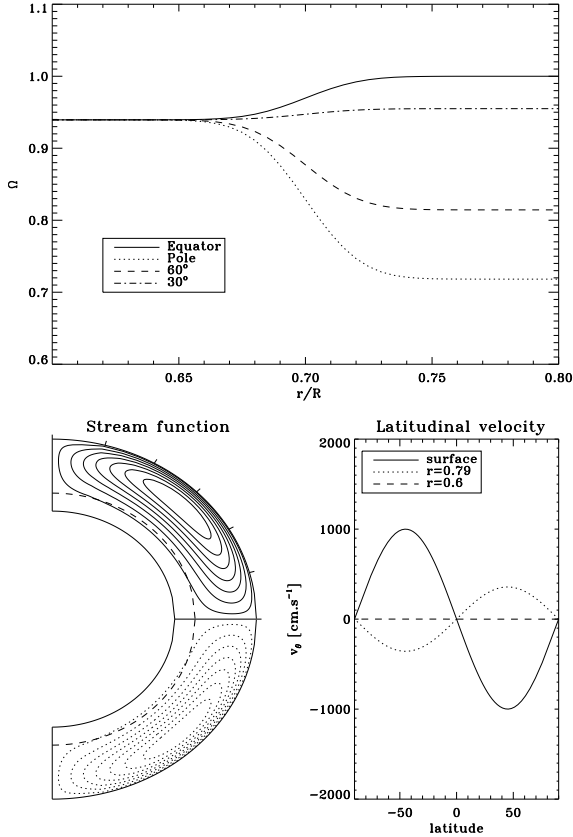 1.1
1.0
0.9
0.8
0.7
0.6
Ω
Equator
Pole
60°
30°
0.65 0.70 0.75 0.80
r/R
Stream function
Latitudinal velocity
2000
1000
0
−1000
−2000
v_θ [cm.s⁻¹]
surface
r=0.79
r=0.6
−50 0 50
latitude